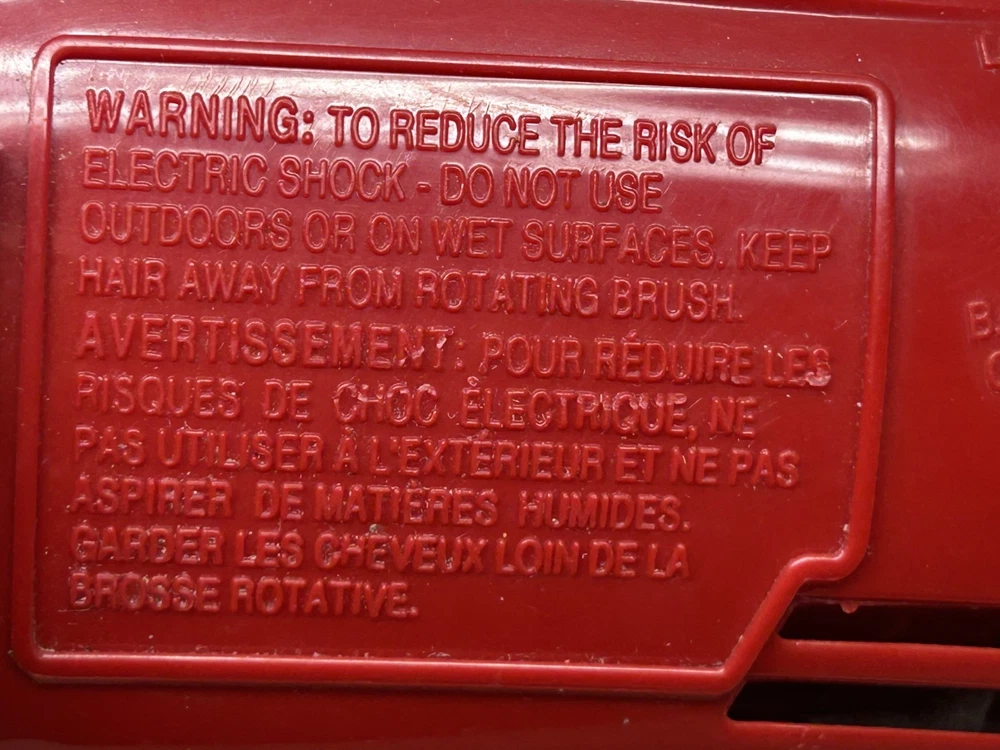 WARNING: TO REDUCE THE RISK OF
ELECTRIC SHOCK - DO NOT USE
OUTDOORS OR ON WET SURFACES. KEEP
HAIR AWAY FROM ROTATING BRUSH.
AVERTISSEMENT: POUR RÉDUIRE LES
RISQUES DE CHOC ÉLECTRIQUE, NE
PAS UTILISER À L'EXTÉRIEUR ET NE PAS
ASPIRER DE MATIÈRES HUMIDES.
GARDER LES CHEVEUX LOIN DE LA
BROSSE ROTATIVE.